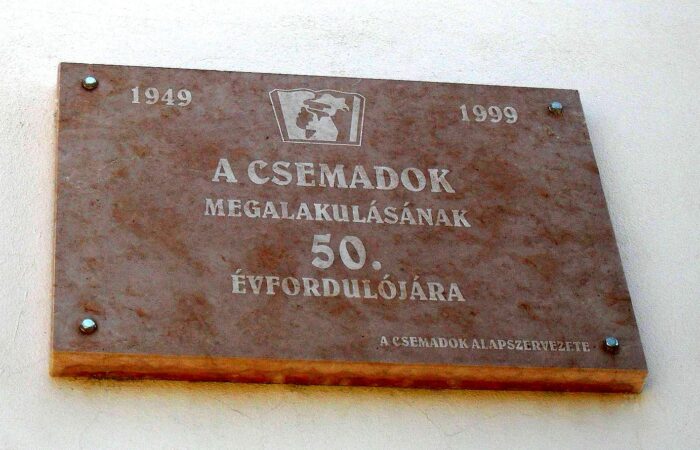 1949 1999
A CSEMADOK
MEGALAKULÁSÁNAK
50.
ÉVFORDULÓJÁRA
A CSEMADOK ALAPSZERVEZETE